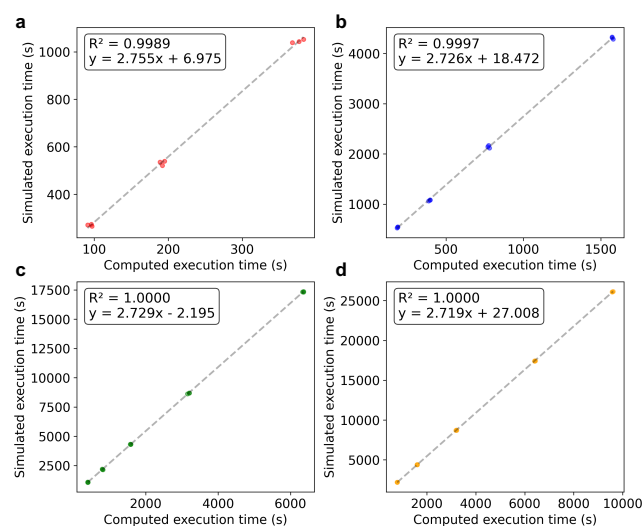 a
R² = 0.9989
y = 2.755x + 6.975
Simulated execution time (s)
1000
800
600
400
100
200
300
Computed execution time (s)
b
R² = 0.9997
y = 2.726x + 18.472
Simulated execution time (s)
4000
3000
2000
1000
500
1000
1500
Computed execution time (s)
c
R² = 1.0000
y = 2.729x - 2.195
Simulated execution time (s)
17500
15000
12500
10000
7500
5000
2500
2000
4000
6000
Computed execution time (s)
d
R² = 1.0000
y = 2.719x + 27.008
Simulated execution time (s)
25000
20000
15000
10000
5000
2000
4000
6000
8000
10000
Computed execution time (s)